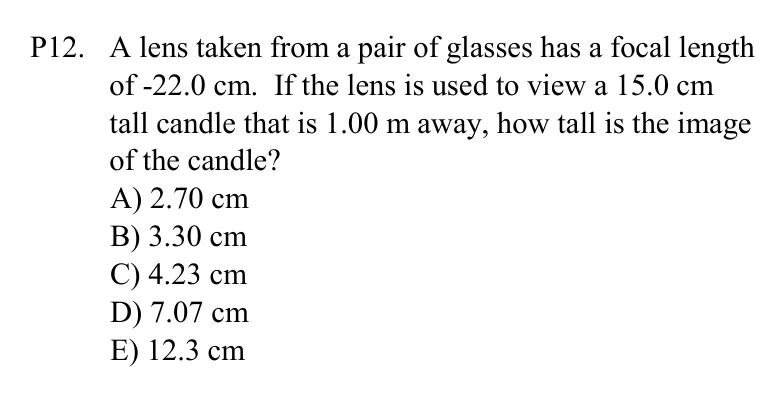 P12. A lens taken from a pair of glasses has a focal length
of -22.0 cm. If the lens is used to view a 15.0 cm
tall candle that is 1.00 m away, how tall is the image
of the candle?
A) 2.70 cm
B) 3.30 cm
C) 4.23 cm
D) 7.07 cm
E) 12.3 cm